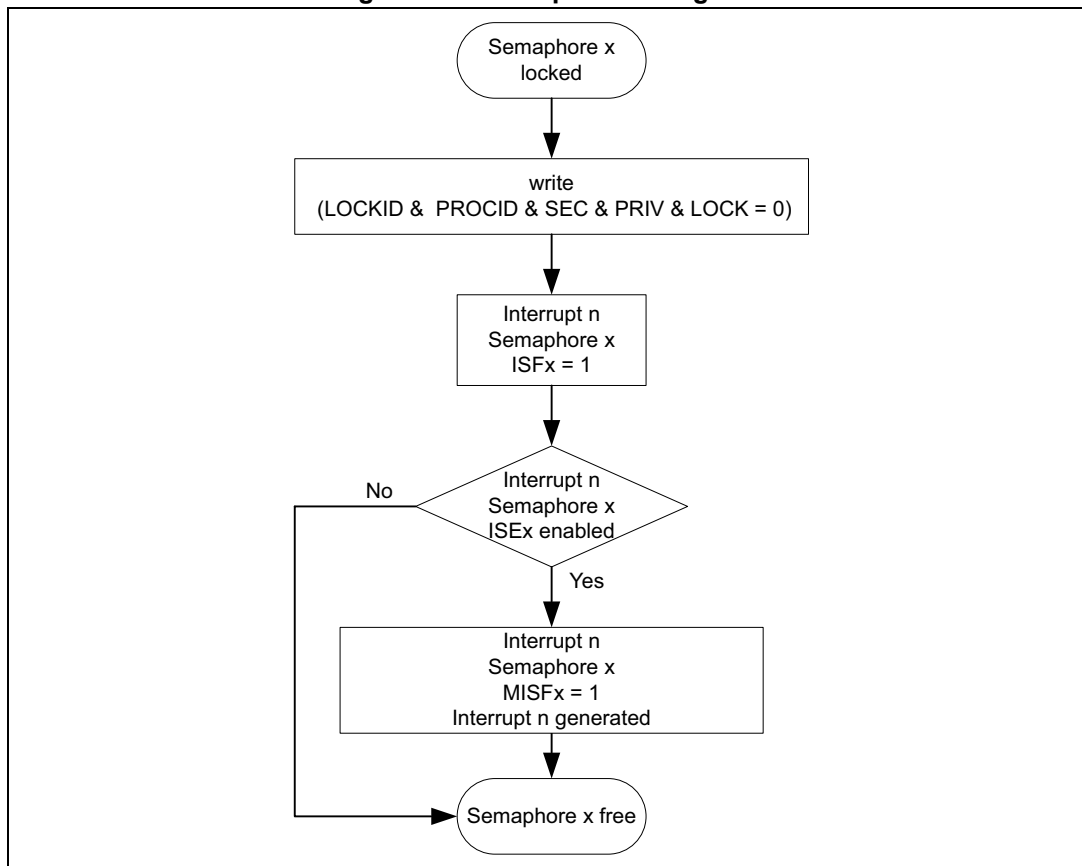 Semaphore x
locked
write
(LOCKID & PROCID & SEC & PRIV & LOCK = 0)
Interrupt n
Semaphore x
ISFx = 1
Interrupt n
Semaphore x
ISEx enabled
No
Yes
Interrupt n
Semaphore x
MISFx = 1
Interrupt n generated
Semaphore x free